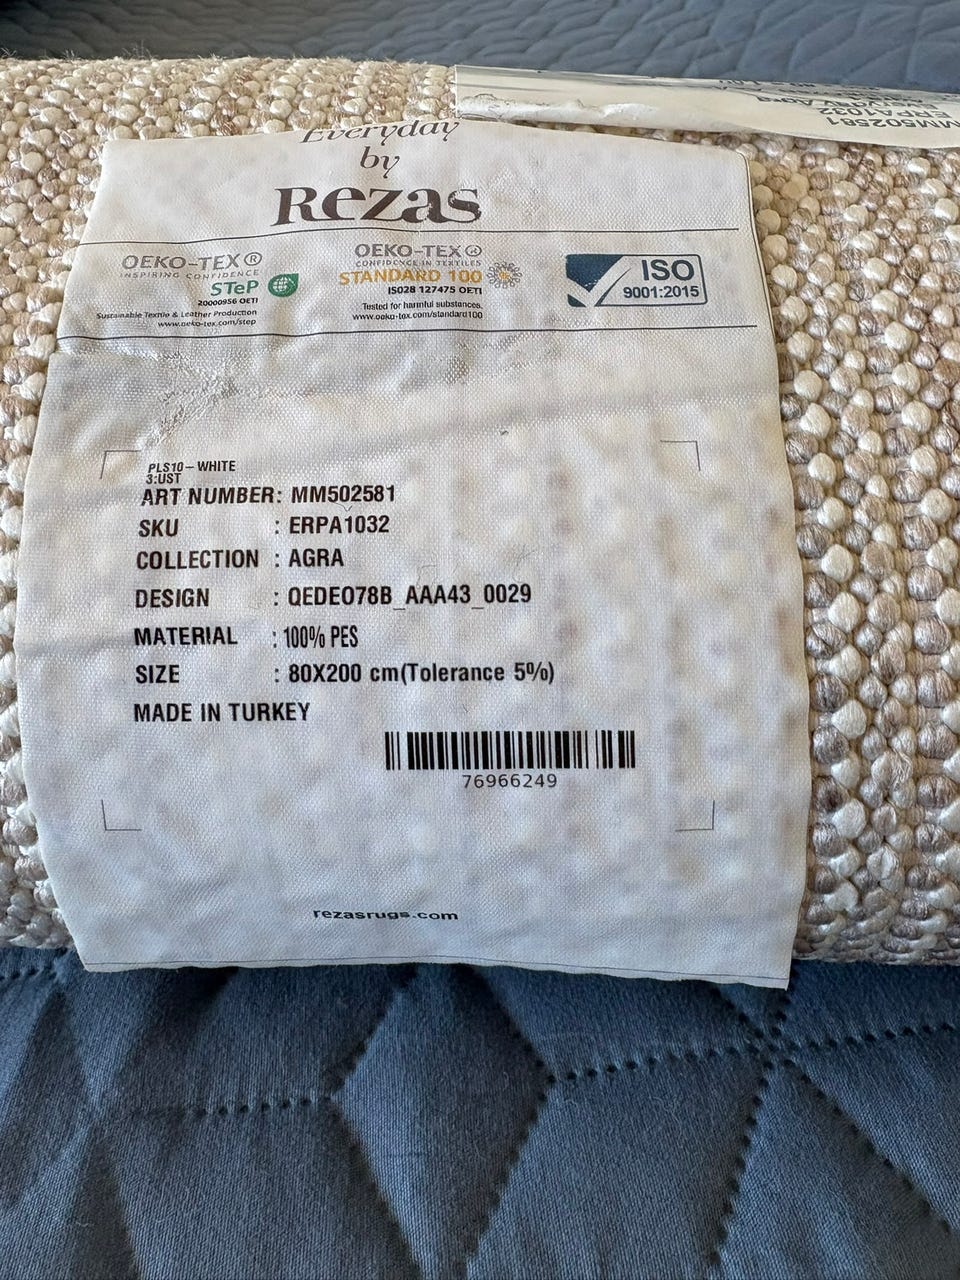 Everyday
by
Rezas
OEKO-TEX®
INSPIRING CONFIDENCE
STeP
20000956 OETI
Sustainable Textile & Leather Production
www.oeko-tex.com/step
OEKO-TEX®
CONFIDENCE IN TEXTILES
STANDARD 100
IS028 127475 OETI
Tested for harmful substances.
www.oeko-tex.com/standard100
ISO
9001:2015
PLS10-WHITE
3:UST
ART NUMBER: MM502581
SKU : ERPA1032
COLLECTION : AGRA
DESIGN : QEDEO78B_AAA43_0029
MATERIAL : 100% PES
SIZE : 80X200 cm(Tolerance 5%)
MADE IN TURKEY
76966249
rezasrugs.com
MM502581
ERPA1032